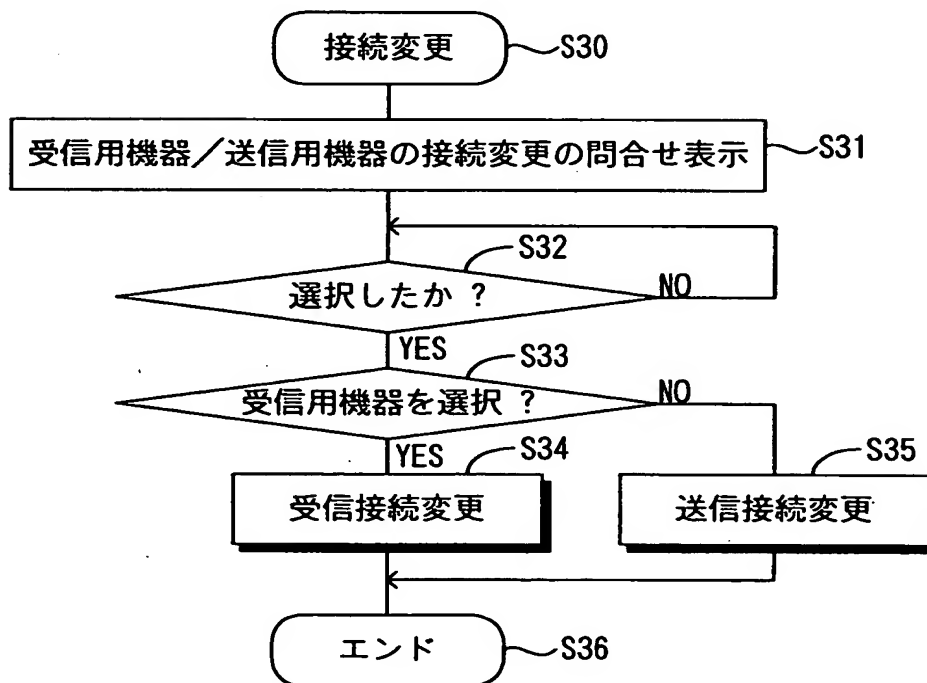 接続変更 S30
受信用機器/送信用機器の接続変更の問合せ表示 S31
S32
選択したか ? NO
YES S33
受信用機器を選択 ? NO
YES S34 S35
受信接続変更 送信接続変更
エンド S36